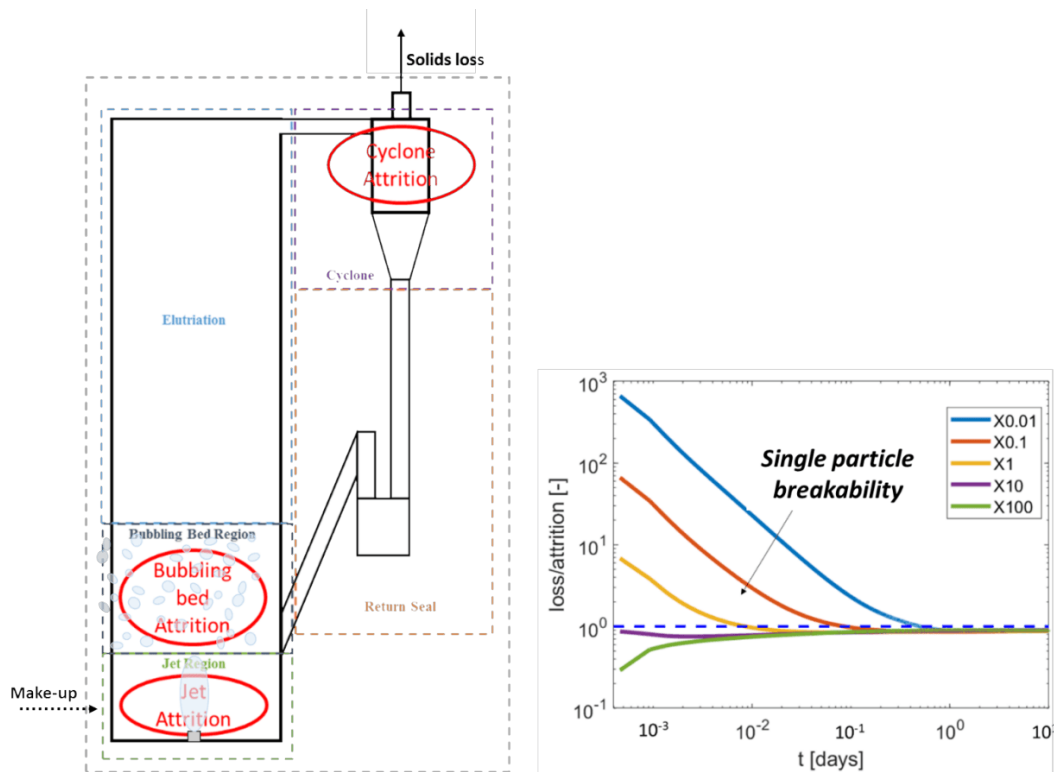 Solids loss
Cyclone
Attrition
Cyclone
Elutriation
Bubbling Bed Region
Bubbling
bed
Attrition
Return Seal
Jet Region
Jet
Attrition
Make-up
10³
10²
10¹
10⁰
10⁻¹
loss/attrition [-]
Single particle
breakability
X0.01
X0.1
X1
X10
X100
10⁻³
10⁻²
10⁻¹
10⁰
t [days]